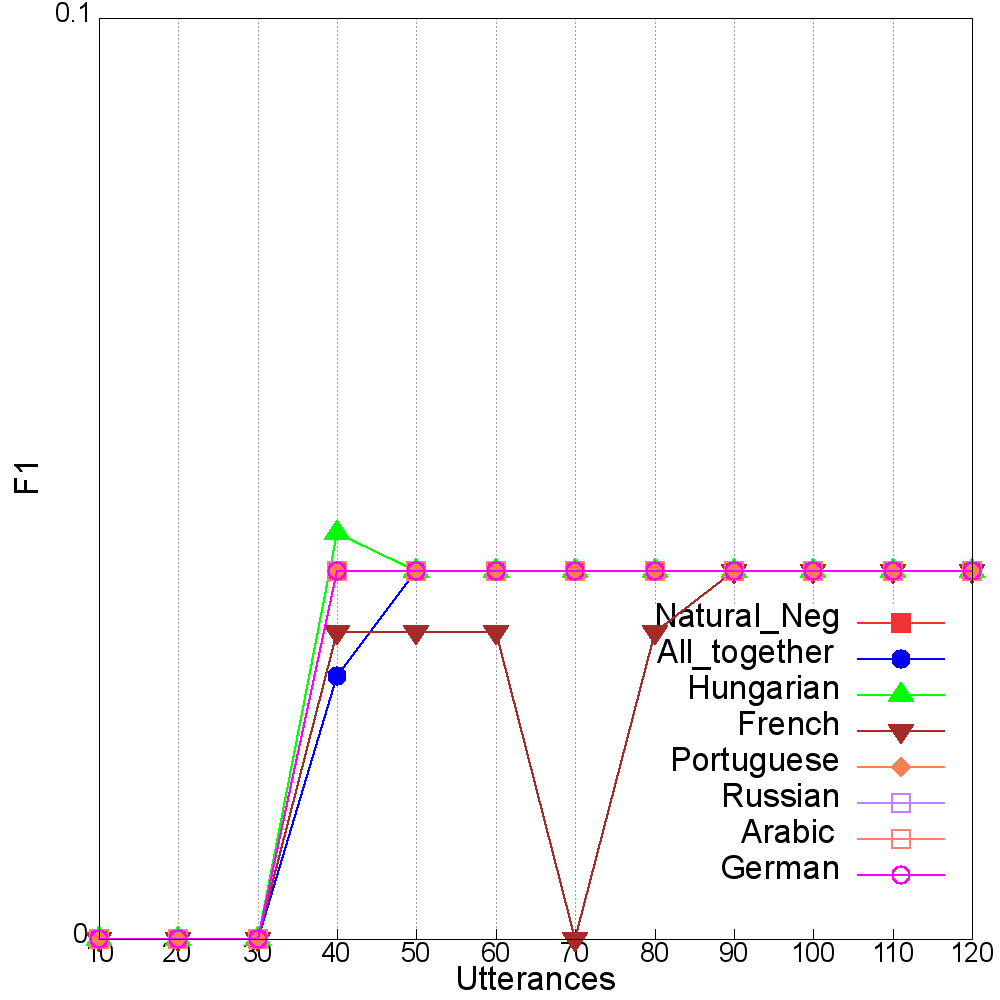 0.1
F1
0
Natural_Neg
All_together
Hungarian
French
Portuguese
Russian
Arabic
German
10 20 30 40 50 60 70 80 90 100 110 120
Utterances